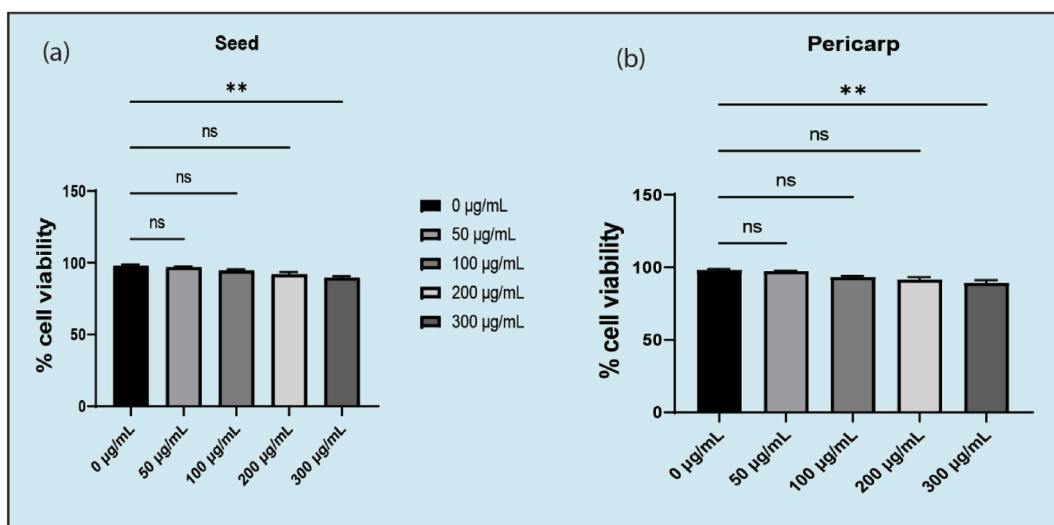 (a)
Seed
**
ns
ns
ns
% cell viability
150
100
50
0
0 µg/mL
50 µg/mL
100 µg/mL
200 µg/mL
300 µg/mL
0 µg/mL
50 µg/mL
100 µg/mL
200 µg/mL
300 µg/mL
(b)
Pericarp
**
ns
ns
ns
% cell viability
150
100
50
0
0 µg/mL
50 µg/mL
100 µg/mL
200 µg/mL
300 µg/mL